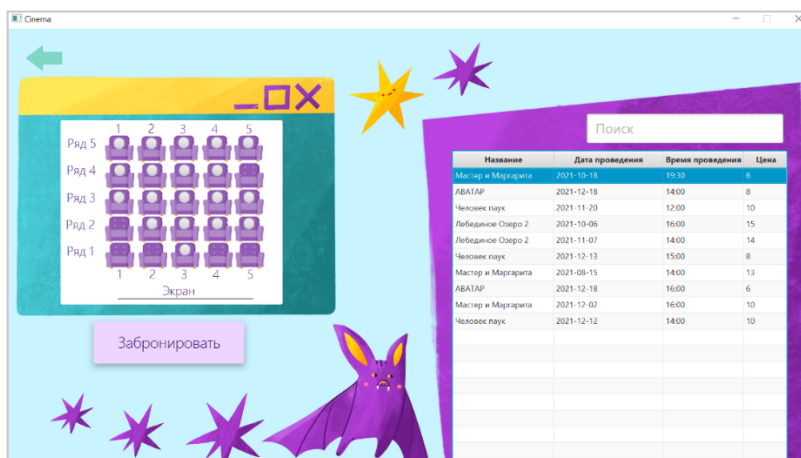 Cinema
1 2 3 4 5
Ряд 5
Ряд 4
Ряд 3
Ряд 2
Ряд 1
1 2 3 4 5
Экран
Забронировать
Поиск
Название Дата проведения Время проведения Цена
Мастер и Маргарита 2021-10-18 19:30 6
АВАТАР 2021-12-18 14:00 8
Человек паук 2021-11-20 12:00 10
Лебединое Озеро 2 2021-10-06 16:00 15
Лебединое Озеро 2 2021-11-07 14:00 14
Человек паук 2021-12-13 15:00 8
Мастер и Маргарита 2021-08-15 14:00 13
АВАТАР 2021-12-18 16:00 6
Мастер и Маргарита 2021-12-02 16:00 10
Человек паук 2021-12-12 14:00 10